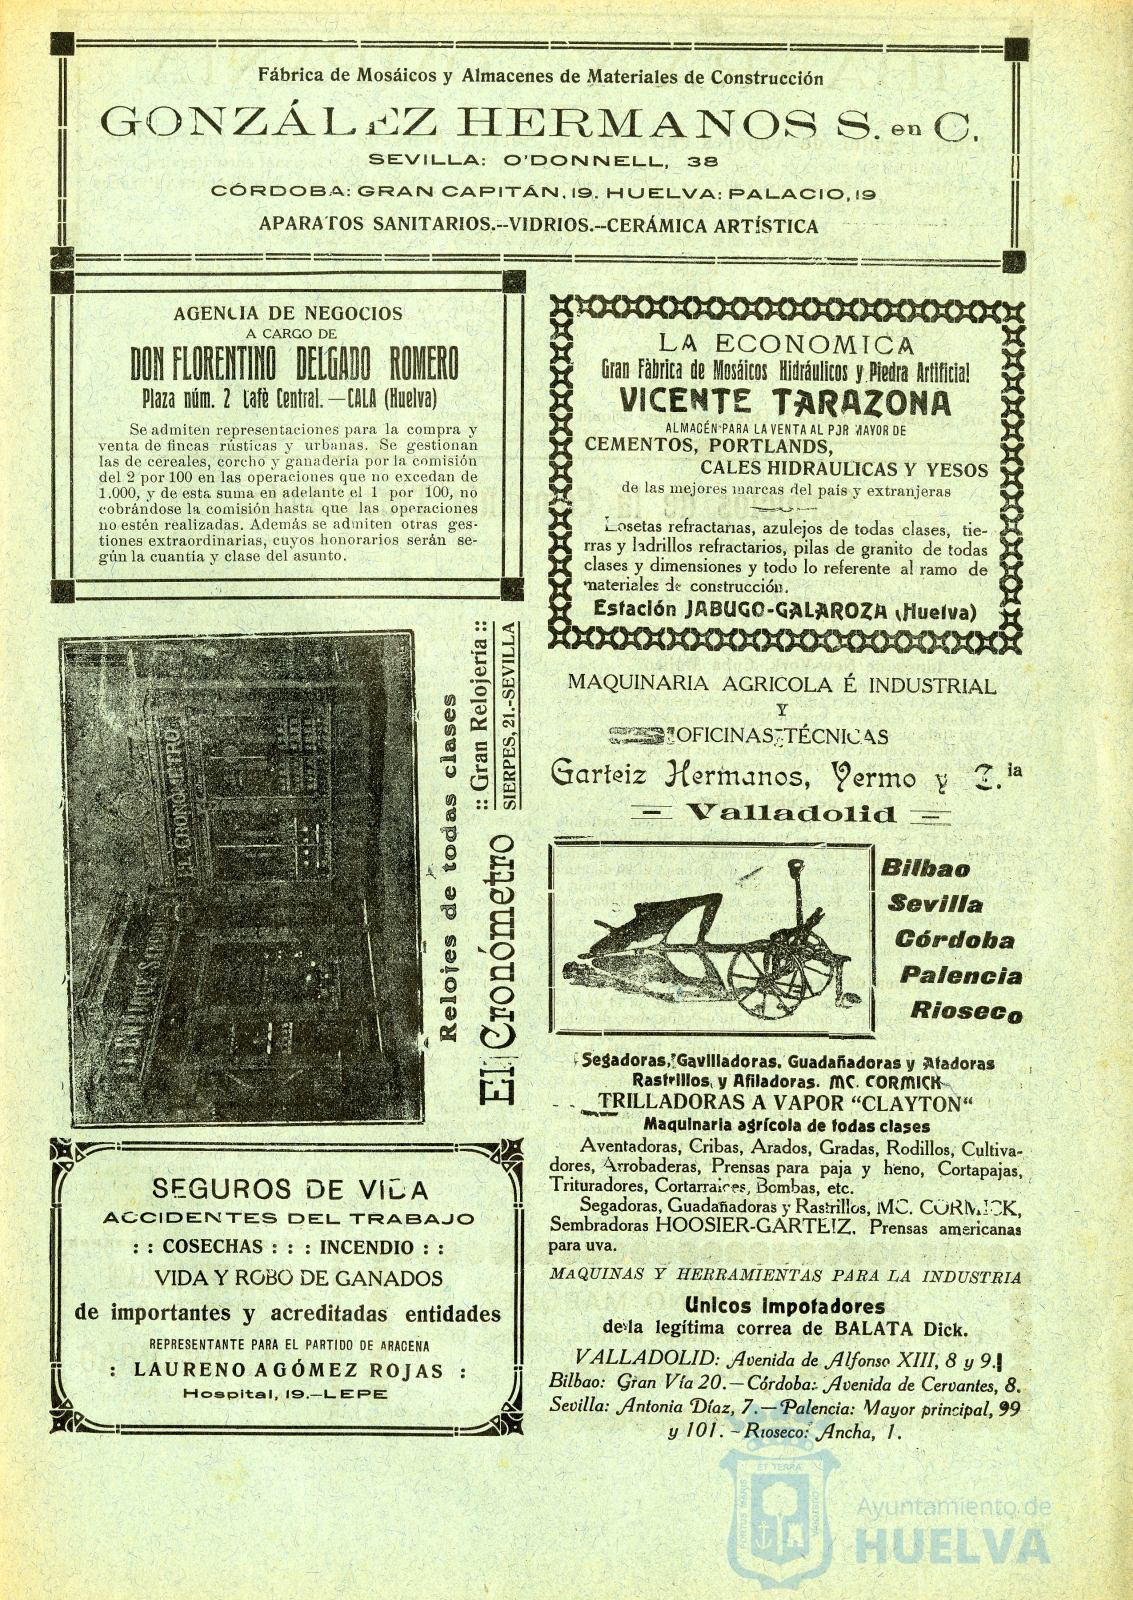 Fábrica de Mosáicos y Almacenes de Materiales de Construcción
GONZÁLEZ HERMANOS S. en C.
SEVILLA: O'DONNELL, 38
CÓRDOBA: GRAN CAPITÁN, 19. HUELVA: PALACIO, 19
APARATOS SANITARIOS.--VIDRIOS.--CERÁMICA ARTÍSTICA
AGENCIA DE NEGOCIOS
A CARGO DE
DON FLORENTINO DELGADO ROMERO
Plaza núm. 2 Café Central.—CALA (Huelva)
Se admiten representaciones para la compra y
venta de fincas rústicas y urbanas. Se gestionan
las de cereales, corcho y ganadería por la comisión
del 2 por 100 en las operaciones que no excedan de
1.000, y de esta suma en adelante el 1 por 100, no
cobrándose la comisión hasta que las operaciones
no estén realizadas. Además se admiten otras ges-
tiones extraordinarias, cuyos honorarios serán se-
gún la cuantia y clase del asunto.
EL CRONOMETRO
Relojes de todas clases
El Cronómetro
:: Gran Relojería ::
SIERPES, 21.-SEVILLA
SEGUROS DE VIDA
ACCIDENTES DEL TRABAJO
: : COSECHAS : : : INCENDIO : :
VIDA Y ROBO DE GANADOS
de importantes y acreditadas entidades
REPRESENTANTE PARA EL PARTIDO DE ARACENA
: LAURENO AGÓMEZ ROJAS :
Hospital, 19.—LEPE
LA ECONOMICA
Gran Fàbrica de Mosáicos Hidráulicos y Piedra Artificial
VICENTE TARAZONA
ALMACÉN PARA LA VENTA AL POR MAYOR DE
CEMENTOS, PORTLANDS,
CALES HIDRAULICAS Y YESOS
de las mejores marcas del país y extranjeras
Losetas refractarias, azulejos de todas clases, tie-
rras y ladrillos refractarios, pilas de granito de todas
clases y dimensiones y todo lo referente al ramo de
materiales de construcción.
Estación JABUGO-GALAROZA (Huelva)
MAQUINARIA AGRICOLA É INDUSTRIAL
Y
OFICINAS TÉCNICAS
Garteiz Hermanos, Yermo y C.ia
Valladolid
Bilbao
Sevilla
Córdoba
Palencia
Rioseco
Segadoras, Gavilladoras, Guadañadoras y Atadoras
Rastrillos, y Afiladoras. MC. CORMICK
TRILLADORAS A VAPOR "CLAYTON"
Maquinaria agrícola de todas clases
Aventadoras, Cribas, Arados, Gradas, Rodillos, Cultiva-
dores, Arrobaderas, Prensas para paja y heno, Cortapajas,
Trituradores, Cortarraices, Bombas, etc.
Segadoras, Guadañadoras y Rastrillos, MC. CORMICK,
Sembradoras HOOSIER-GARTEIZ, Prensas americanas
para uva.
MAQUINAS Y HERRAMIENTAS PARA LA INDUSTRIA
Unicos Impotadores
de la legítima correa de BALATA Dick.
VALLADOLID: Avenida de Alfonso XIII, 8 y 9.
Bilbao: Gran Vía 20.—Córdoba: Avenida de Cervantes, 8.
Sevilla: Antonia Díaz, 7.—Palencia: Mayor principal, 99
y 101.-Rioseco: Ancha, 1.
PORTUS MARIS ET TERRA CUSTODIA
Ayuntamiento de
HUELVA